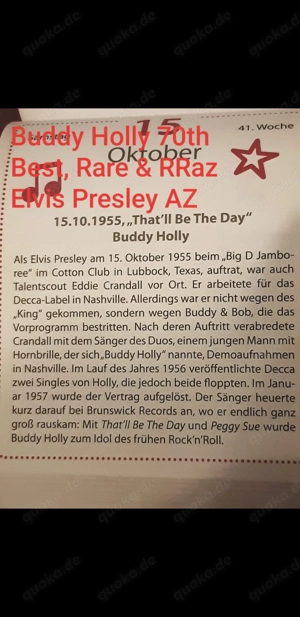 Samstag
15
41. Woche
Oktober
Buddy Holly 70th
Best, Rare & RRaz
Elvis Presley AZ
15.10.1955, „That'll Be The Day"
Buddy Holly
Als Elvis Presley am 15. Oktober 1955 beim „Big D Jambo-
ree" im Cotton Club in Lubbock, Texas, auftrat, war auch
Talentscout Eddie Crandall vor Ort. Er arbeitete für das
Decca-Label in Nashville. Allerdings war er nicht wegen des
„King" gekommen, sondern wegen Buddy & Bob, die das
Vorprogramm bestritten. Nach deren Auftritt verabredete
Crandall mit dem Sänger des Duos, einem jungen Mann mit
Hornbrille, der sich „Buddy Holly" nannte, Demoaufnahmen
in Nashville. Im Lauf des Jahres 1956 veröffentlichte Decca
zwei Singles von Holly, die jedoch beide floppten. Im Janu-
ar 1957 wurde der Vertrag aufgelöst. Der Sänger heuerte
kurz darauf bei Brunswick Records an, wo er endlich ganz
groß rauskam: Mit That'll Be The Day und Peggy Sue wurde
Buddy Holly zum Idol des frühen Rock'n'Roll.
quoka.de